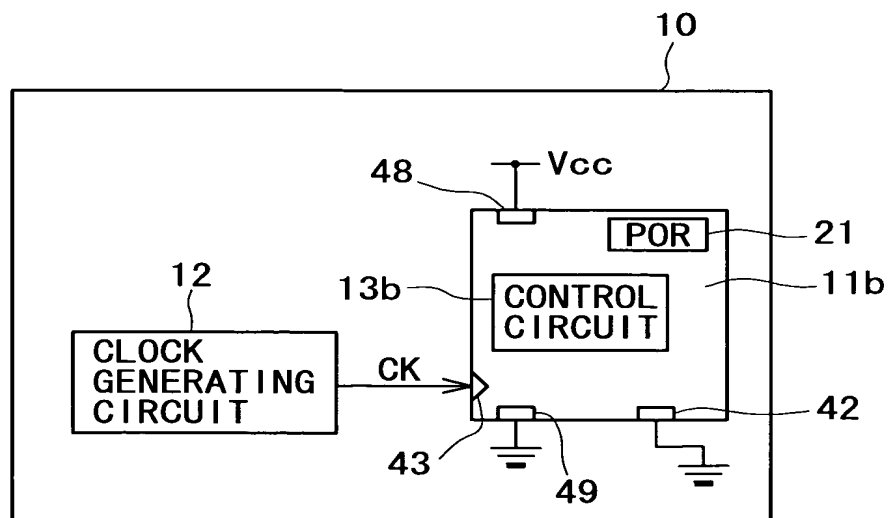 10
48
Vcc
POR
21
12
13b
CONTROL
CIRCUIT
11b
CLOCK
GENERATING
CIRCUIT
CK
43
49
42